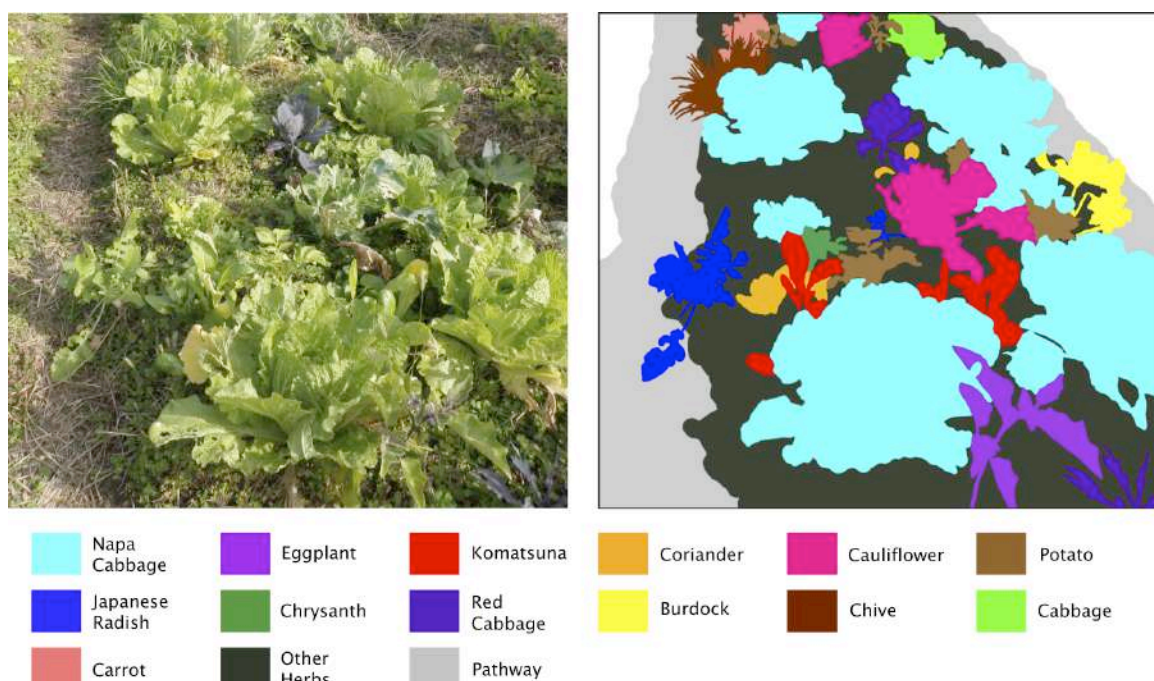 Napa
Cabbage
Eggplant
Komatsuna
Coriander
Cauliflower
Potato
Japanese
Radish
Chrysanth
Red
Cabbage
Burdock
Chive
Cabbage
Carrot
Other
Herbs
Pathway